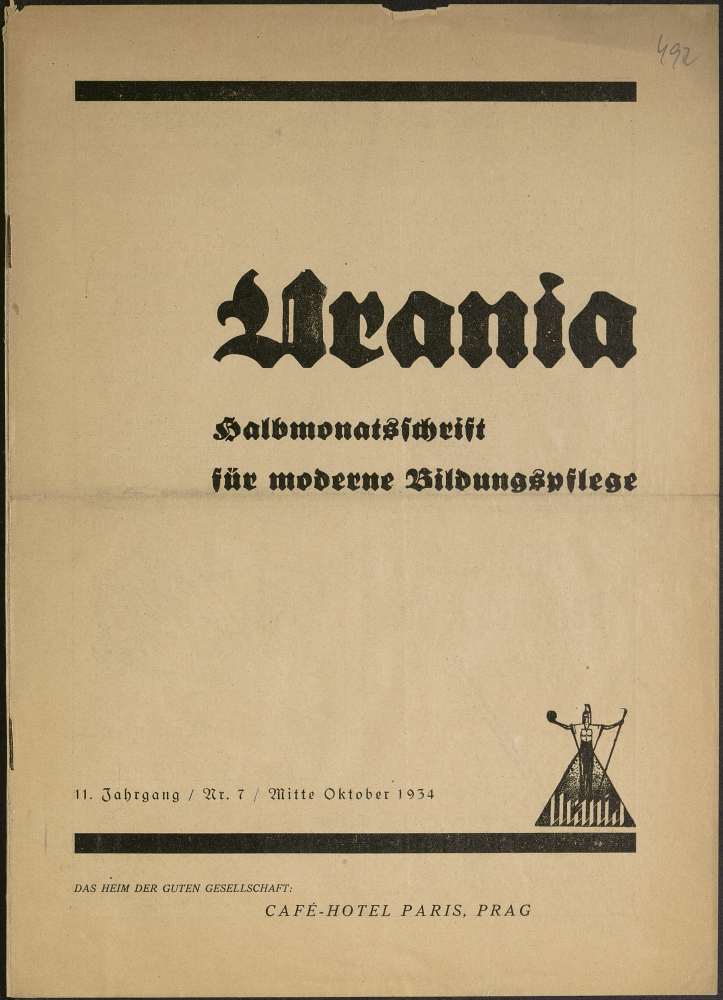 492
Urania
Halbmonatsschrift
für moderne Bildungspflege
Urania
11. Jahrgang / Nr. 7 / Mitte Oktober 1934
DAS HEIM DER GUTEN GESELLSCHAFT:
CAFÉ-HOTEL PARIS, PRAG